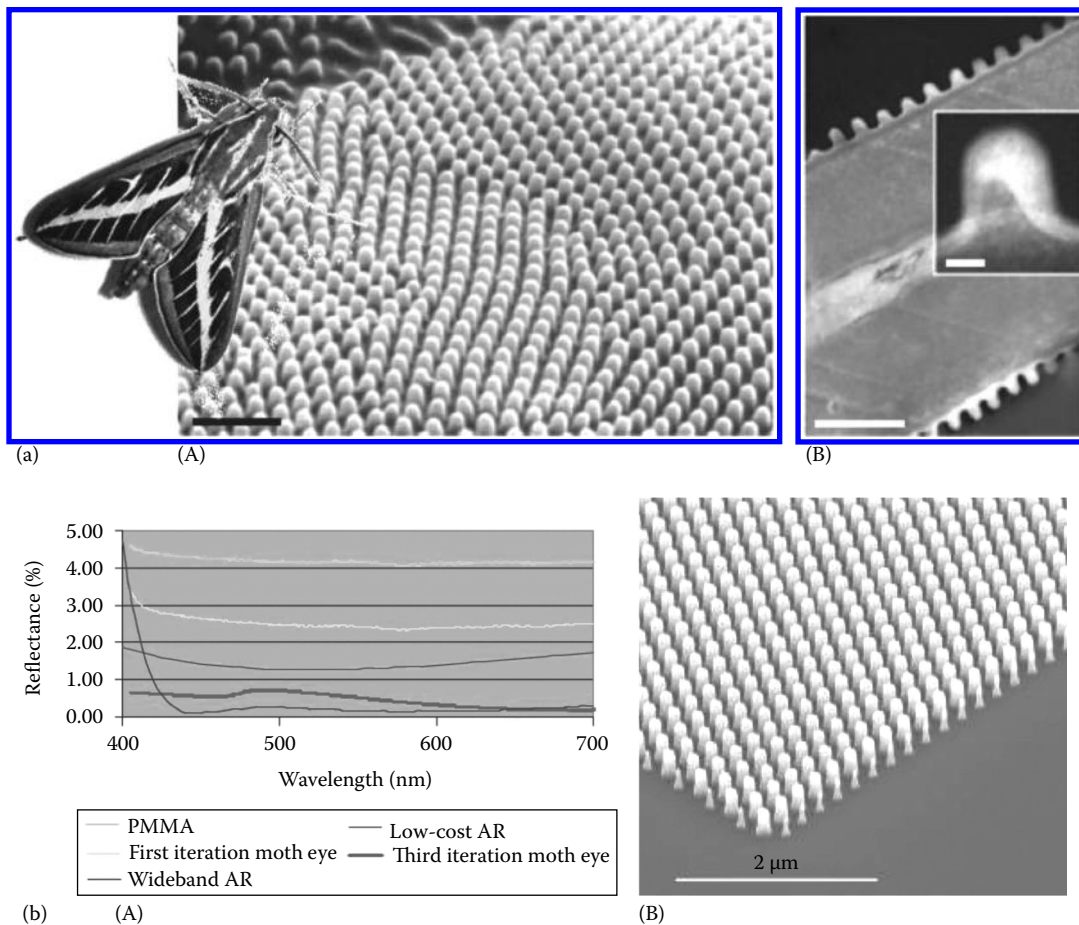 (a)
(A)
(B)
5.00
4.00
3.00
2.00
1.00
0.00
Reflectance (%)
400
500
600
700
Wavelength (nm)
PMMA
First iteration moth eye
Wideband AR
Low-cost AR
Third iteration moth eye
2 µm
(b)
(A)
(B)